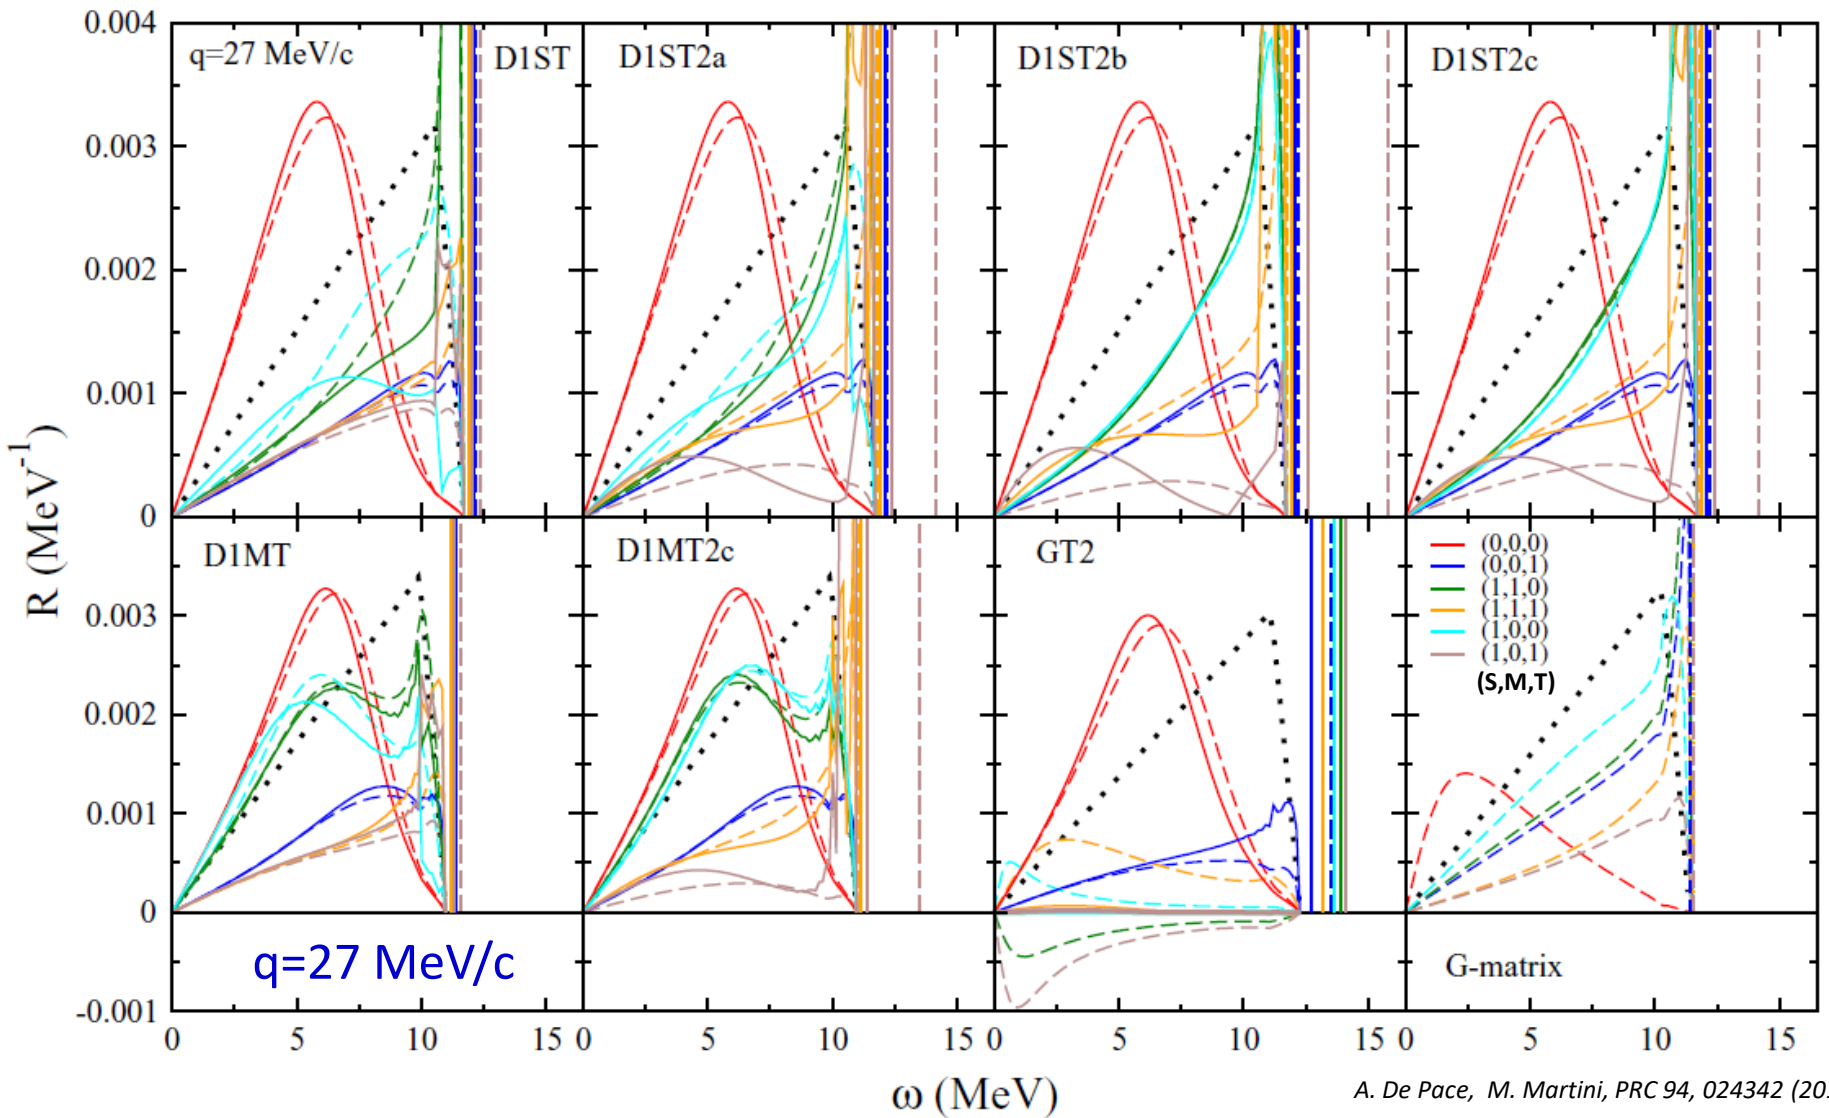 0.004
q=27 MeV/c
D1ST
D1ST2a
D1ST2b
D1ST2c
0.003
0.002
0.001
0
R (MeV⁻¹)
D1MT
D1MT2c
GT2
(0,0,0)
(0,0,1)
(1,1,0)
(1,1,1)
(1,0,0)
(1,0,1)
(S,M,T)
0.003
0.002
0.001
0
q=27 MeV/c
G-matrix
-0.001
0 5 10 15 0 5 10 15 0 5 10 15 0 5 10 15
ω (MeV)
A. De Pace, M. Martini, PRC 94, 024342 (20